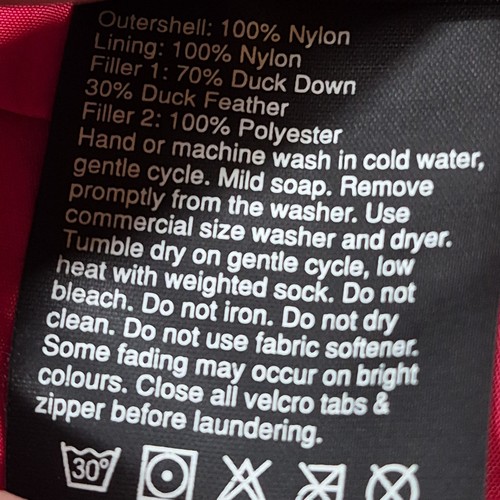 Outershell: 100% Nylon
Lining: 100% Nylon
Filler 1: 70% Duck Down
30% Duck Feather
Filler 2: 100% Polyester
Hand or machine wash in cold water,
gentle cycle. Mild soap. Remove
promptly from the washer. Use
commercial size washer and dryer.
Tumble dry on gentle cycle, low
heat with weighted sock. Do not
bleach. Do not iron. Do not dry
clean. Do not use fabric softener.
Some fading may occur on bright
colours. Close all velcro tabs &
zipper before laundering.
30°